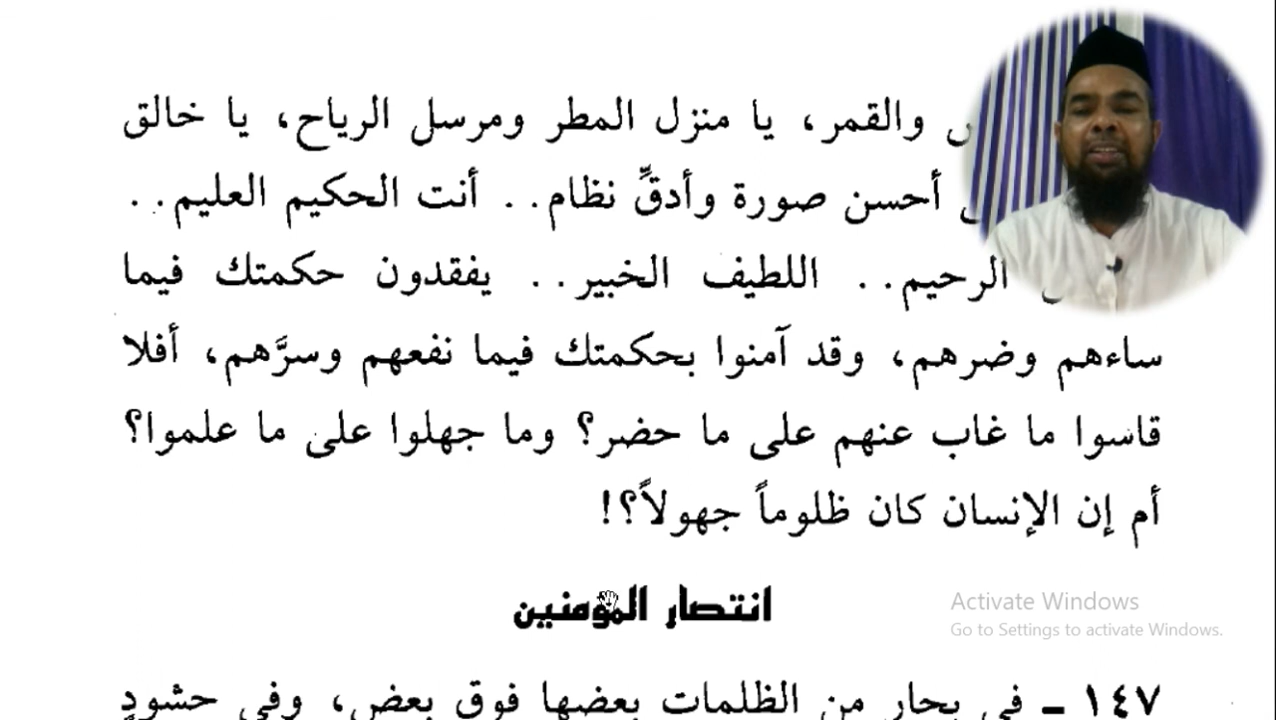 والقمر، يا منزل المطر ومرسل الرياح، يا خالق
أحسن صورة وأدقِّ نظام.. أنت الحكيم العليم..
الرحيم.. اللطيف الخبير.. يفقدون حكمتك فيما
ساءهم وضرهم، وقد آمنوا بحكمتك فيما نفعهم وسرَّهم، أفلا
قاسوا ما غاب عنهم على ما حضر؟ وما جهلوا على ما علموا؟
أم إن الإنسان كان ظلوماً جهولاً؟!
انتصار المؤمنين
١٤٧ ـ في بحار من الظلمات بعضها فوق بعض، وفي حشودٍ
Activate Windows
Go to Settings to activate Windows.